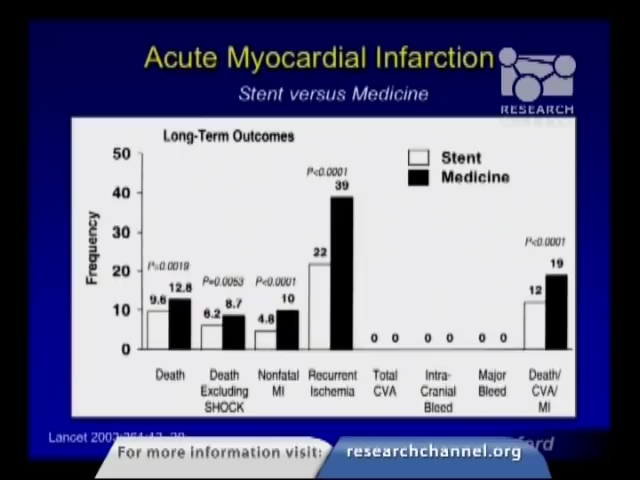 Acute Myocardial Infarction
Stent versus Medicine
RESEARCH
CHANNEL
Long-Term Outcomes
Stent
Medicine
Frequency
50
40
30
20
10
0
P=0.0019
9.6 12.8
P=0.0053
6.2 8.7
P<0.0001
4.8 10
P<0.0001
22 39
0 0
0 0
0 0
P<0.0001
12 19
Death
Death Excluding SHOCK
Nonfatal MI
Recurrent Ischemia
Total CVA
Intra-Cranial Bleed
Major Bleed
Death/CVA/MI
Lancet
For more information visit:
researchchannel.org